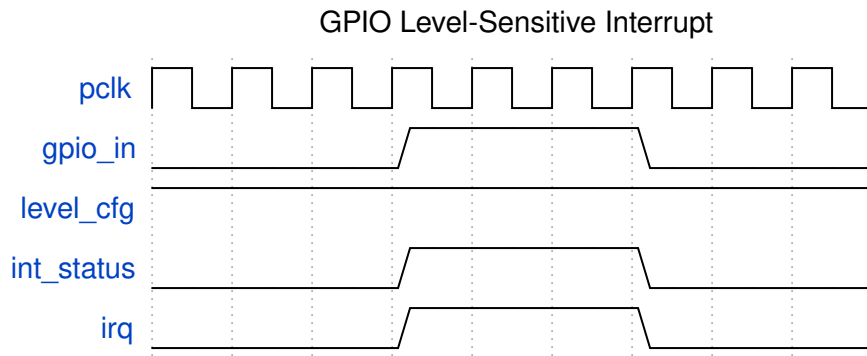 GPIO Level-Sensitive Interrupt
pclk
gpio_in
level_cfg
int_status
irq